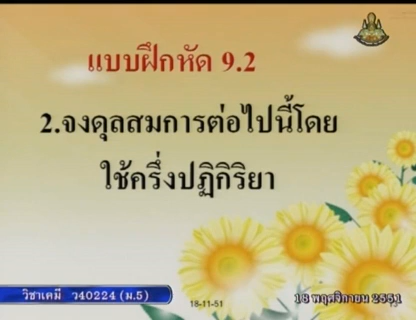 แบบฝึกหัด 9.2
2.จงดุลสมการต่อไปนี้โดย
ใช้ครึ่งปฏิกิริยา
วิชาเคมี ว40224 (ม.5)
18-11-51
18 พฤศจิกายน 2551